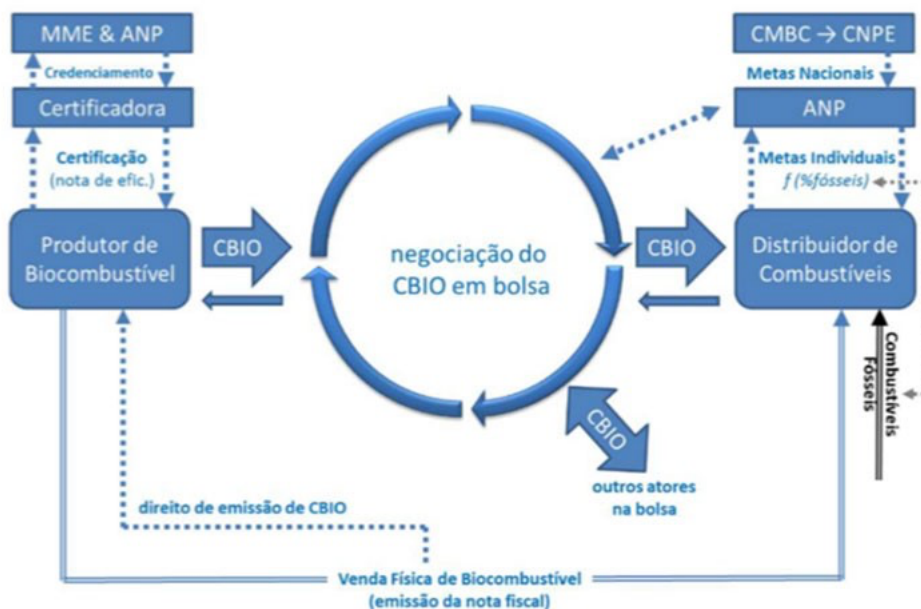 MME & ANP
Credenciamento
Certificadora
Certificação
(nota de efic.)
Produtor de
Biocombustível
CBIO
negociação do
CBIO em bolsa
CBIO
CMBC → CNPE
Metas Nacionais
ANP
Metas Individuais
f (%fósseis)
Distribuidor de
Combustíveis
Combustíveis
Fósseis
CBIO
outros atores
na bolsa
direito de emissão de CBIO
Venda Física de Biocombustível
(emissão da nota fiscal)